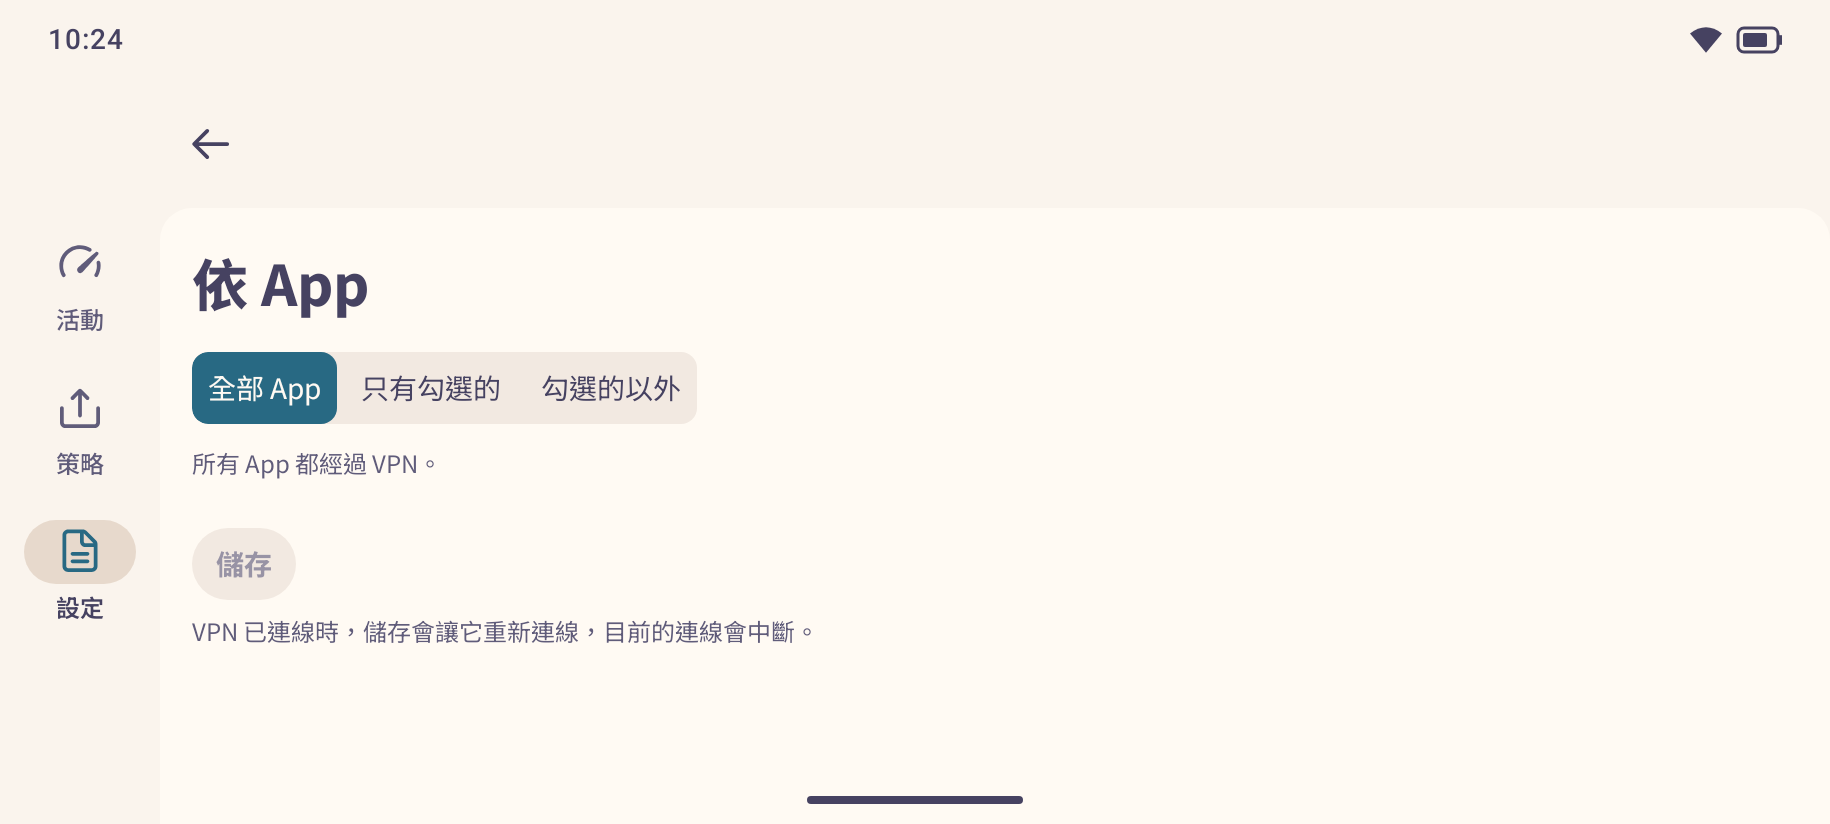 10:24
活動
策略
設定
依 App
全部 App
只有勾選的
勾選的以外
所有 App 都經過 VPN。
儲存
VPN 已連線時，儲存會讓它重新連線，目前的連線會中斷。